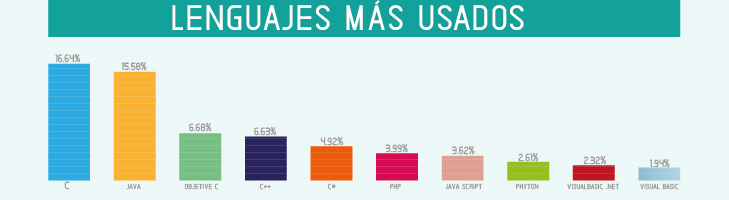 LENGUAJES MÁS USADOS
16.64% 15.58% 6.68% 6.63% 4.92% 3.99% 3.62% 2.61% 2.32% 1.94%
C JAVA OBJETIVE C C++ C# PHP JAVA SCRIPT PHYTON VISUALBASIC .NET VISUAL BASIC